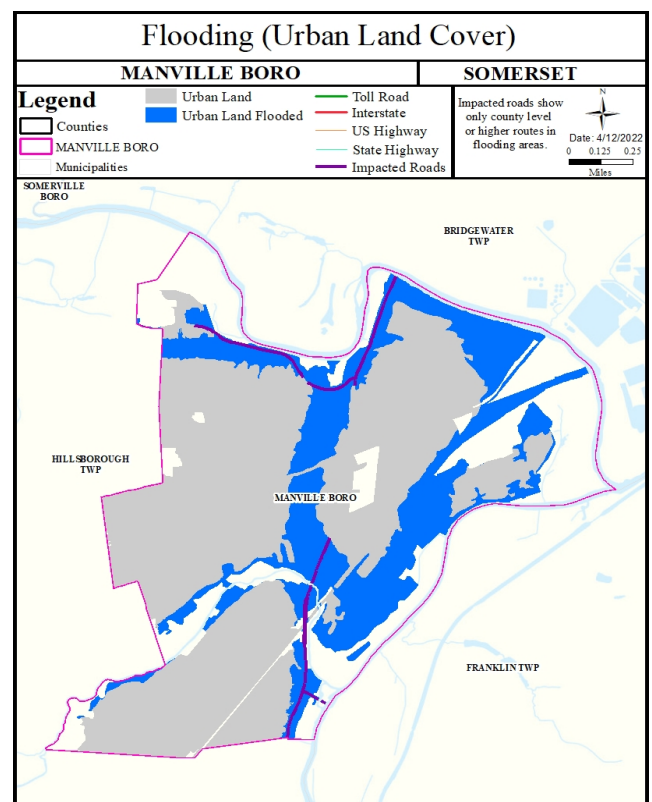 Flooding (Urban Land Cover)
MANVILLE BORO
SOMERSET
Legend
Counties
MANVILLE BORO
Municipalities
Urban Land
Urban Land Flooded
Toll Road
Interstate
US Highway
State Highway
Impacted Roads
Impacted roads show
only county level
or higher routes in
flooding areas.
N
Date: 4/12/2022
0 0.125 0.25
Miles
SOMERVILLE
BORO
BRIDGEWATER
TWP
HILLSBOROUGH
TWP
MANVILLE BORO
FRANKLIN TWP